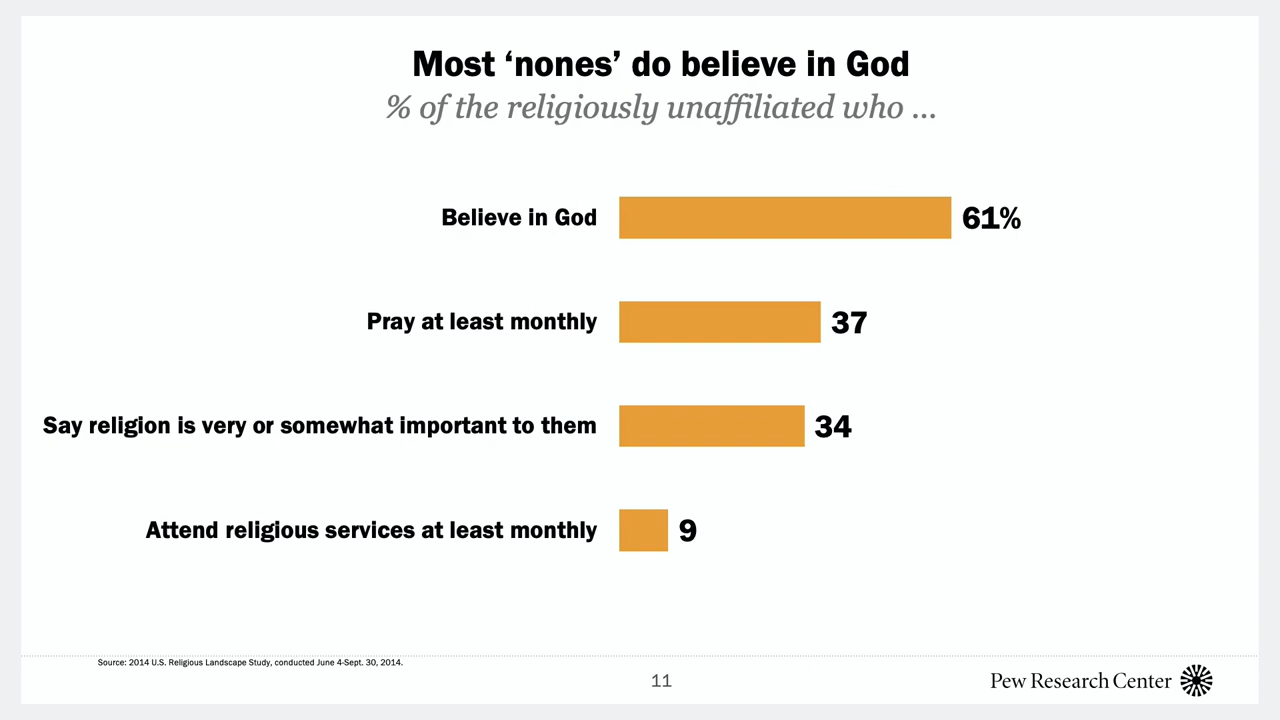 Most ‘nones’ do believe in God
% of the religiously unaffiliated who ...
Believe in God 61%
Pray at least monthly 37
Say religion is very or somewhat important to them 34
Attend religious services at least monthly 9
Source: 2014 U.S. Religious Landscape Study, conducted June 4-Sept. 30, 2014.
11
Pew Research Center